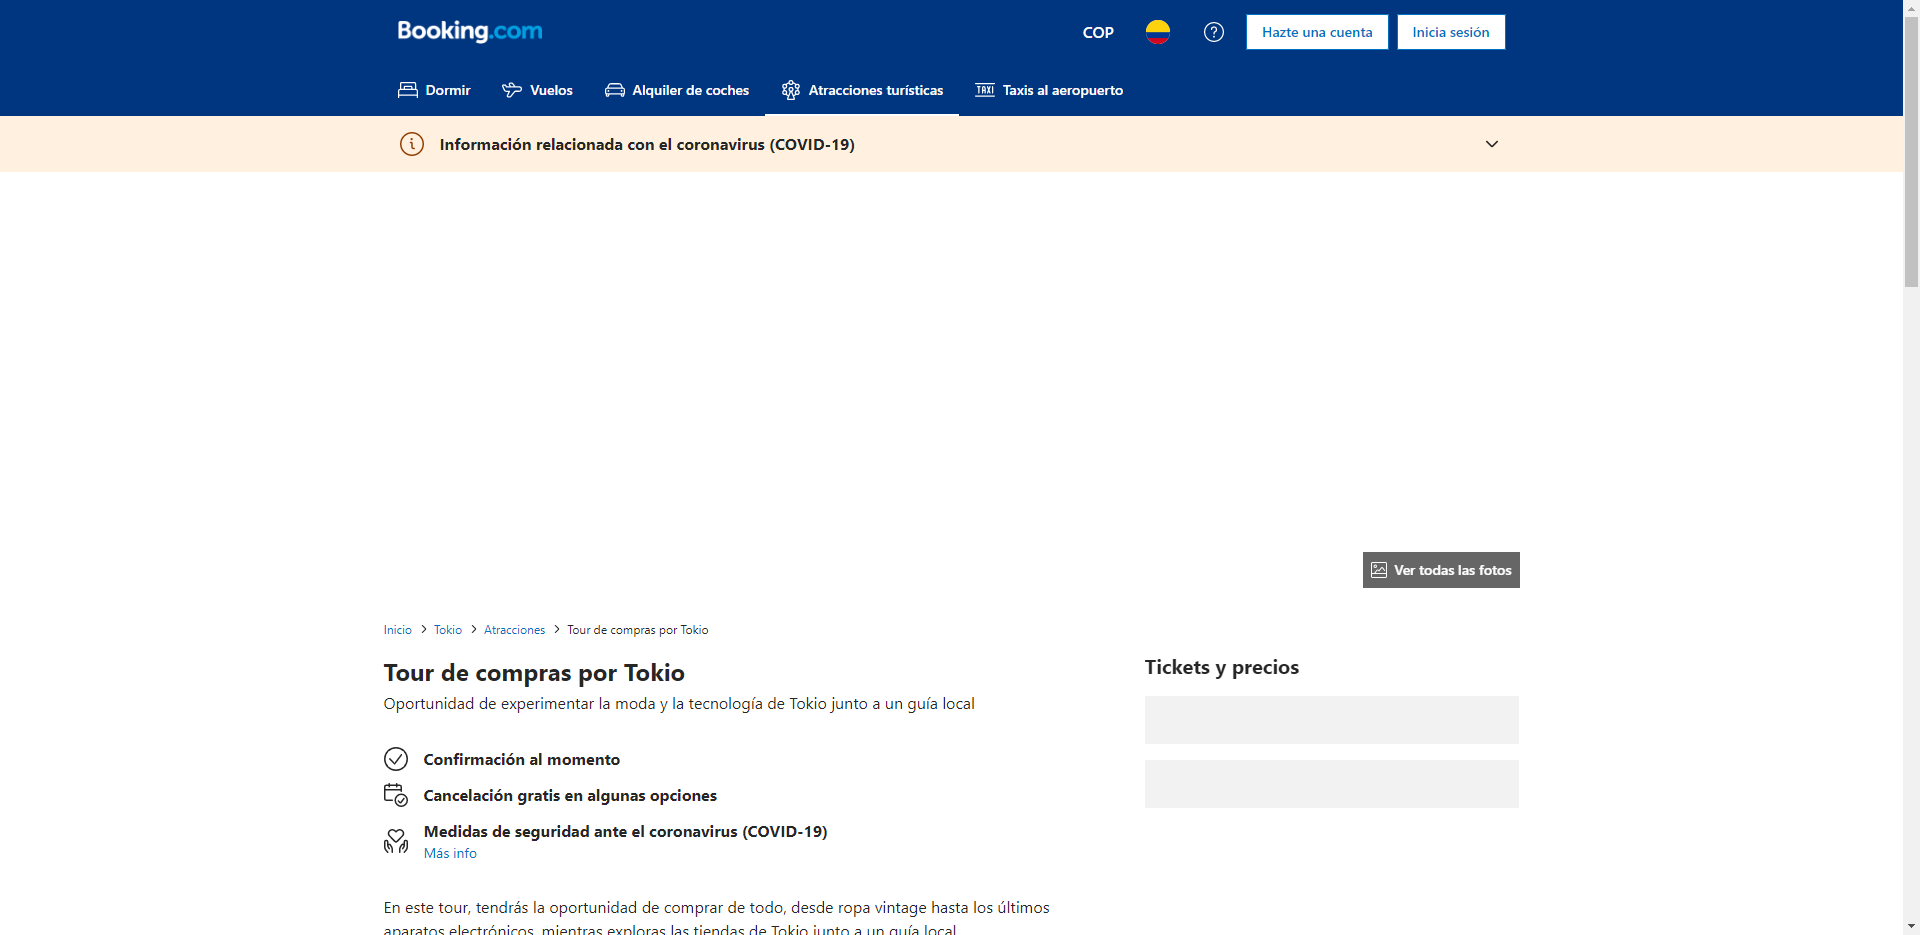 Booking.com
COP
Hazte una cuenta
Inicia sesión
Dormir
Vuelos
Alquiler de coches
Atracciones turísticas
TAXI
Taxis al aeropuerto
Información relacionada con el coronavirus (COVID-19)
Ver todas las fotos
Inicio > Tokio > Atracciones > Tour de compras por Tokio
Tour de compras por Tokio
Oportunidad de experimentar la moda y la tecnología de Tokio junto a un guía local
Confirmación al momento
Cancelación gratis en algunas opciones
Medidas de seguridad ante el coronavirus (COVID-19)
Más info
En este tour, tendrás la oportunidad de comprar de todo, desde ropa vintage hasta los últimos
aparatos electrónicos, mientras exploras las tiendas de Tokio junto a un guía local.
Tickets y precios